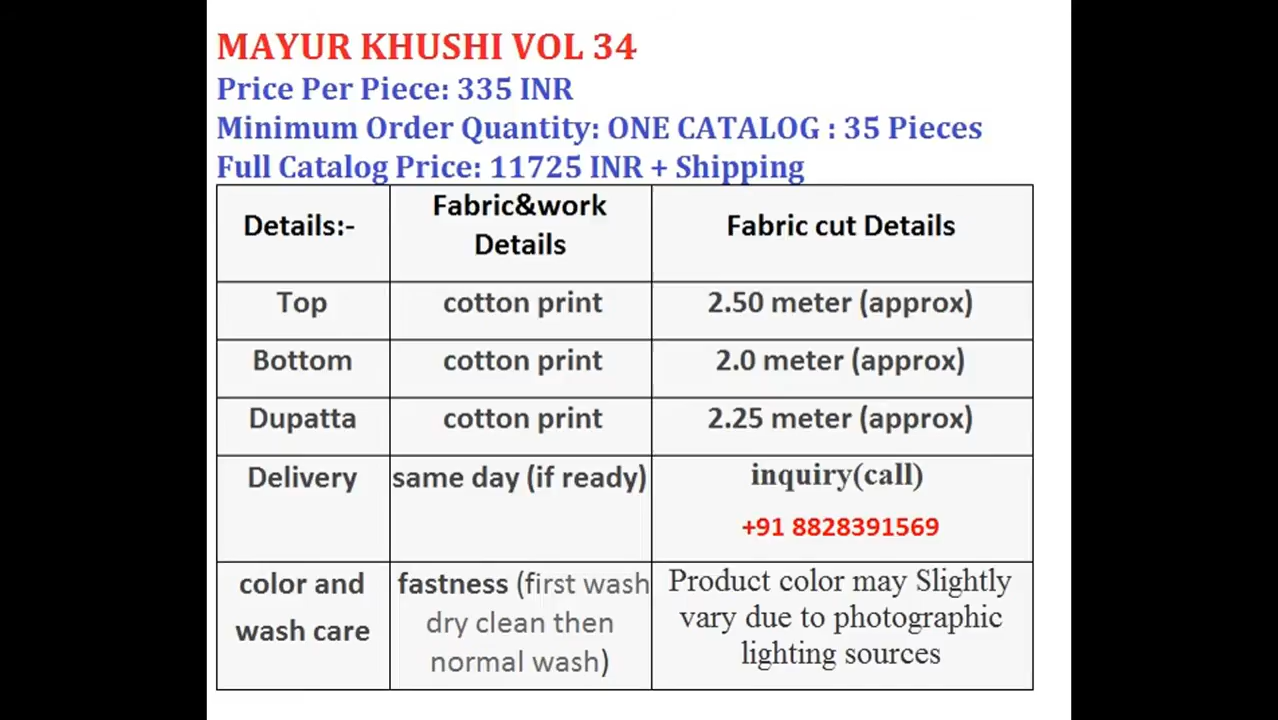 MAYUR KHUSHI VOL 34
Price Per Piece: 335 INR
Minimum Order Quantity: ONE CATALOG : 35 Pieces
Full Catalog Price: 11725 INR + Shipping
Details:-
Fabric&work
Details
Fabric cut Details
Top
cotton print
2.50 meter (approx)
Bottom
cotton print
2.0 meter (approx)
Dupatta
cotton print
2.25 meter (approx)
Delivery
same day (if ready)
inquiry(call)
+91 8828391569
color and
wash care
fastness (first wash
dry clean then
normal wash)
Product color may Slightly
vary due to photographic
lighting sources